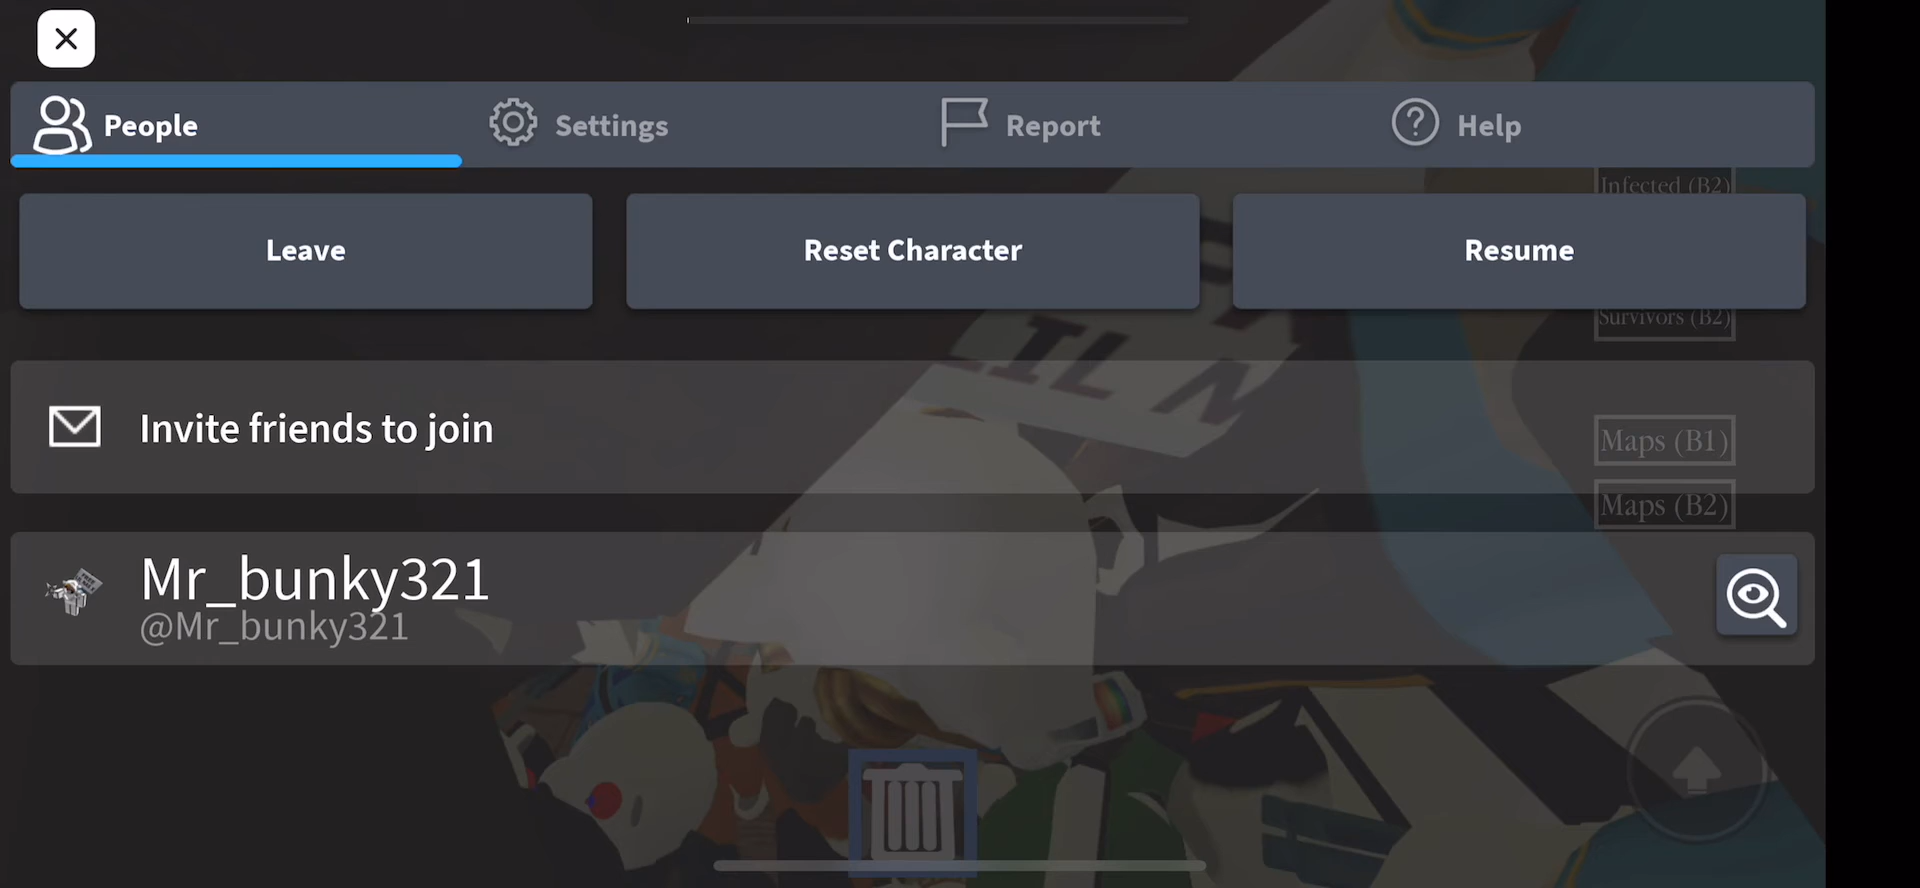 People
Settings
Report
Help
Infected (B2)
Leave
Reset Character
Resume
Survivors (B2)
IL N
Invite friends to join
Maps (B1)
Maps (B2)
Mr_bunky321
@Mr_bunky321